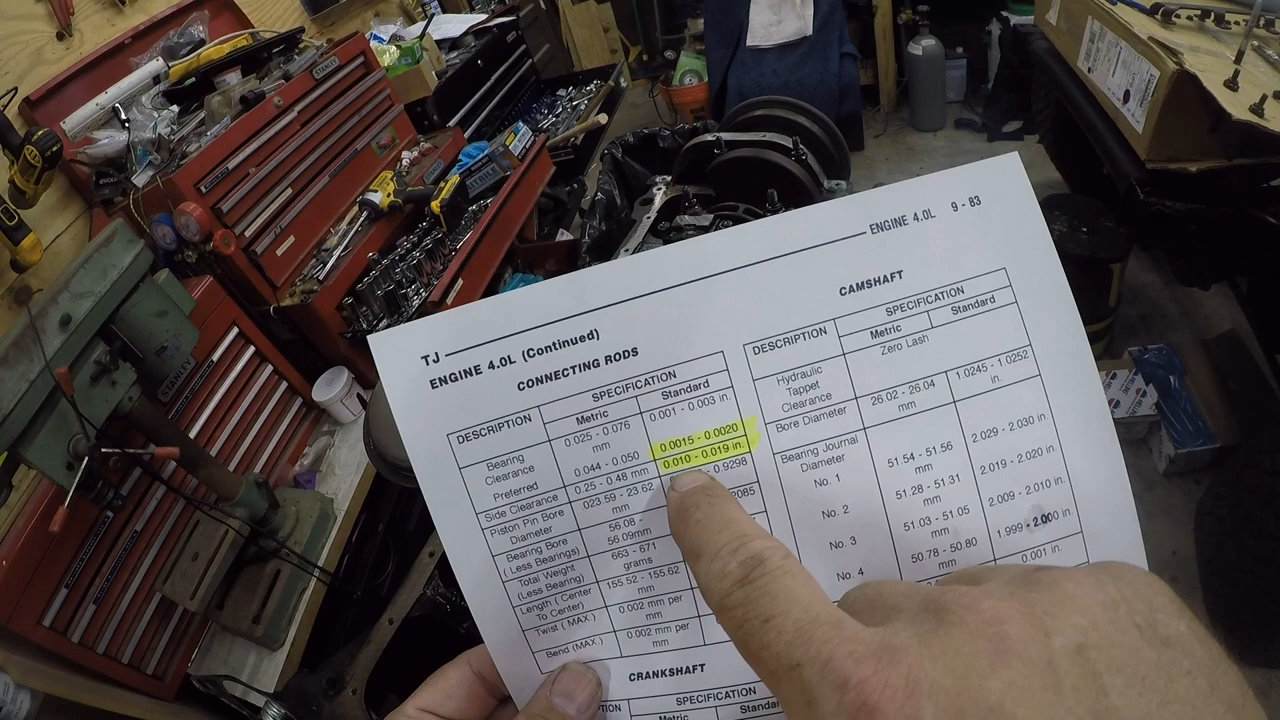 STANLEY
STANLEY
ENGINE 4.0L 9 - 83
TJ
ENGINE 4.0L (Continued)
CONNECTING RODS
DESCRIPTION
SPECIFICATION
Metric
Standard
Bearing
Clearance
0.025 - 0.076
mm
0.001 - 0.003 in.
Preferred
0.044 - 0.050
0.0015 - 0.0020
Side Clearance
0.25 - 0.48 mm
0.010 - 0.019 in.
Piston Pin Bore
Diameter
023.59 - 23.62
mm
- 0.9298
Bearing Bore
( Less Bearings)
56.08 -
56.09mm
2085
Total Weight
(Less Bearing)
663 - 671
grams
Length ( Center
To Center)
155.52 - 155.62
mm
Twist ( MAX.)
0.002 mm per
mm
Bend (MAX.)
0.002 mm per
mm
CRANKSHAFT
SPECIFICATION
Metric
CAMSHAFT
DESCRIPTION
SPECIFICATION
Metric
Standard
Hydraulic
Tappet
Clearance
Zero Lash
Bore Diameter
26.02 - 26.04
mm
1.0245 - 1.0252
in.
Bearing Journal
Diameter
No. 1
51.54 - 51.56
mm
2.029 - 2.030 in.
No. 2
51.28 - 51.31
mm
2.019 - 2.020 in.
No. 3
51.03 - 51.05
mm
2.009 - 2.010 in.
No. 4
50.78 - 50.80
mm
1.999 - 2.000 in.
0.001 in.